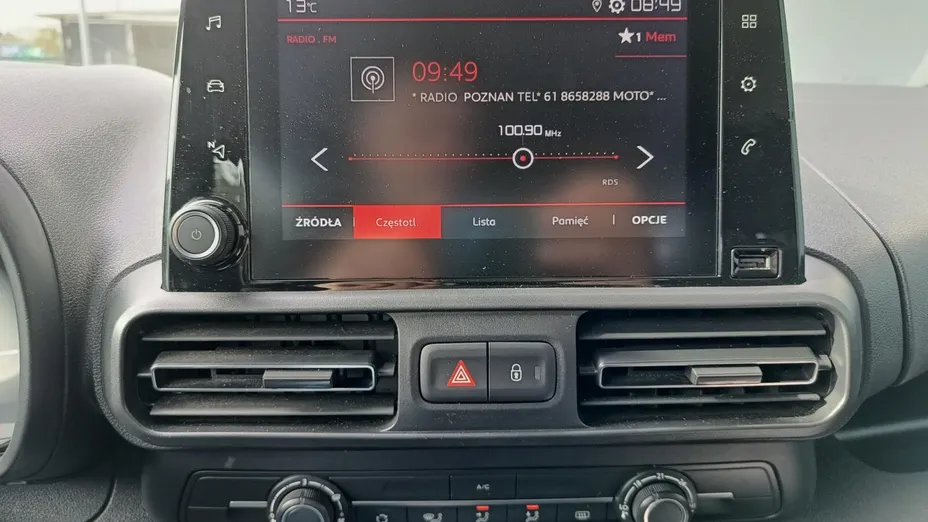 13°C 08:49
RADIO . FM 1 Mem
09:49
* RADIO POZNAN TEL* 61 8658288 MOTO* ...
100.90 MHz
RDS
ŹRÓDŁA Częstotl Lista Pamięć OPCJE
N
A/C